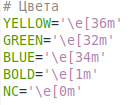 # Цвета
YELLOW='\e[36m'
GREEN='\e[32m'
BLUE='\e[34m'
BOLD='\e[1m'
NC='\e[0m'